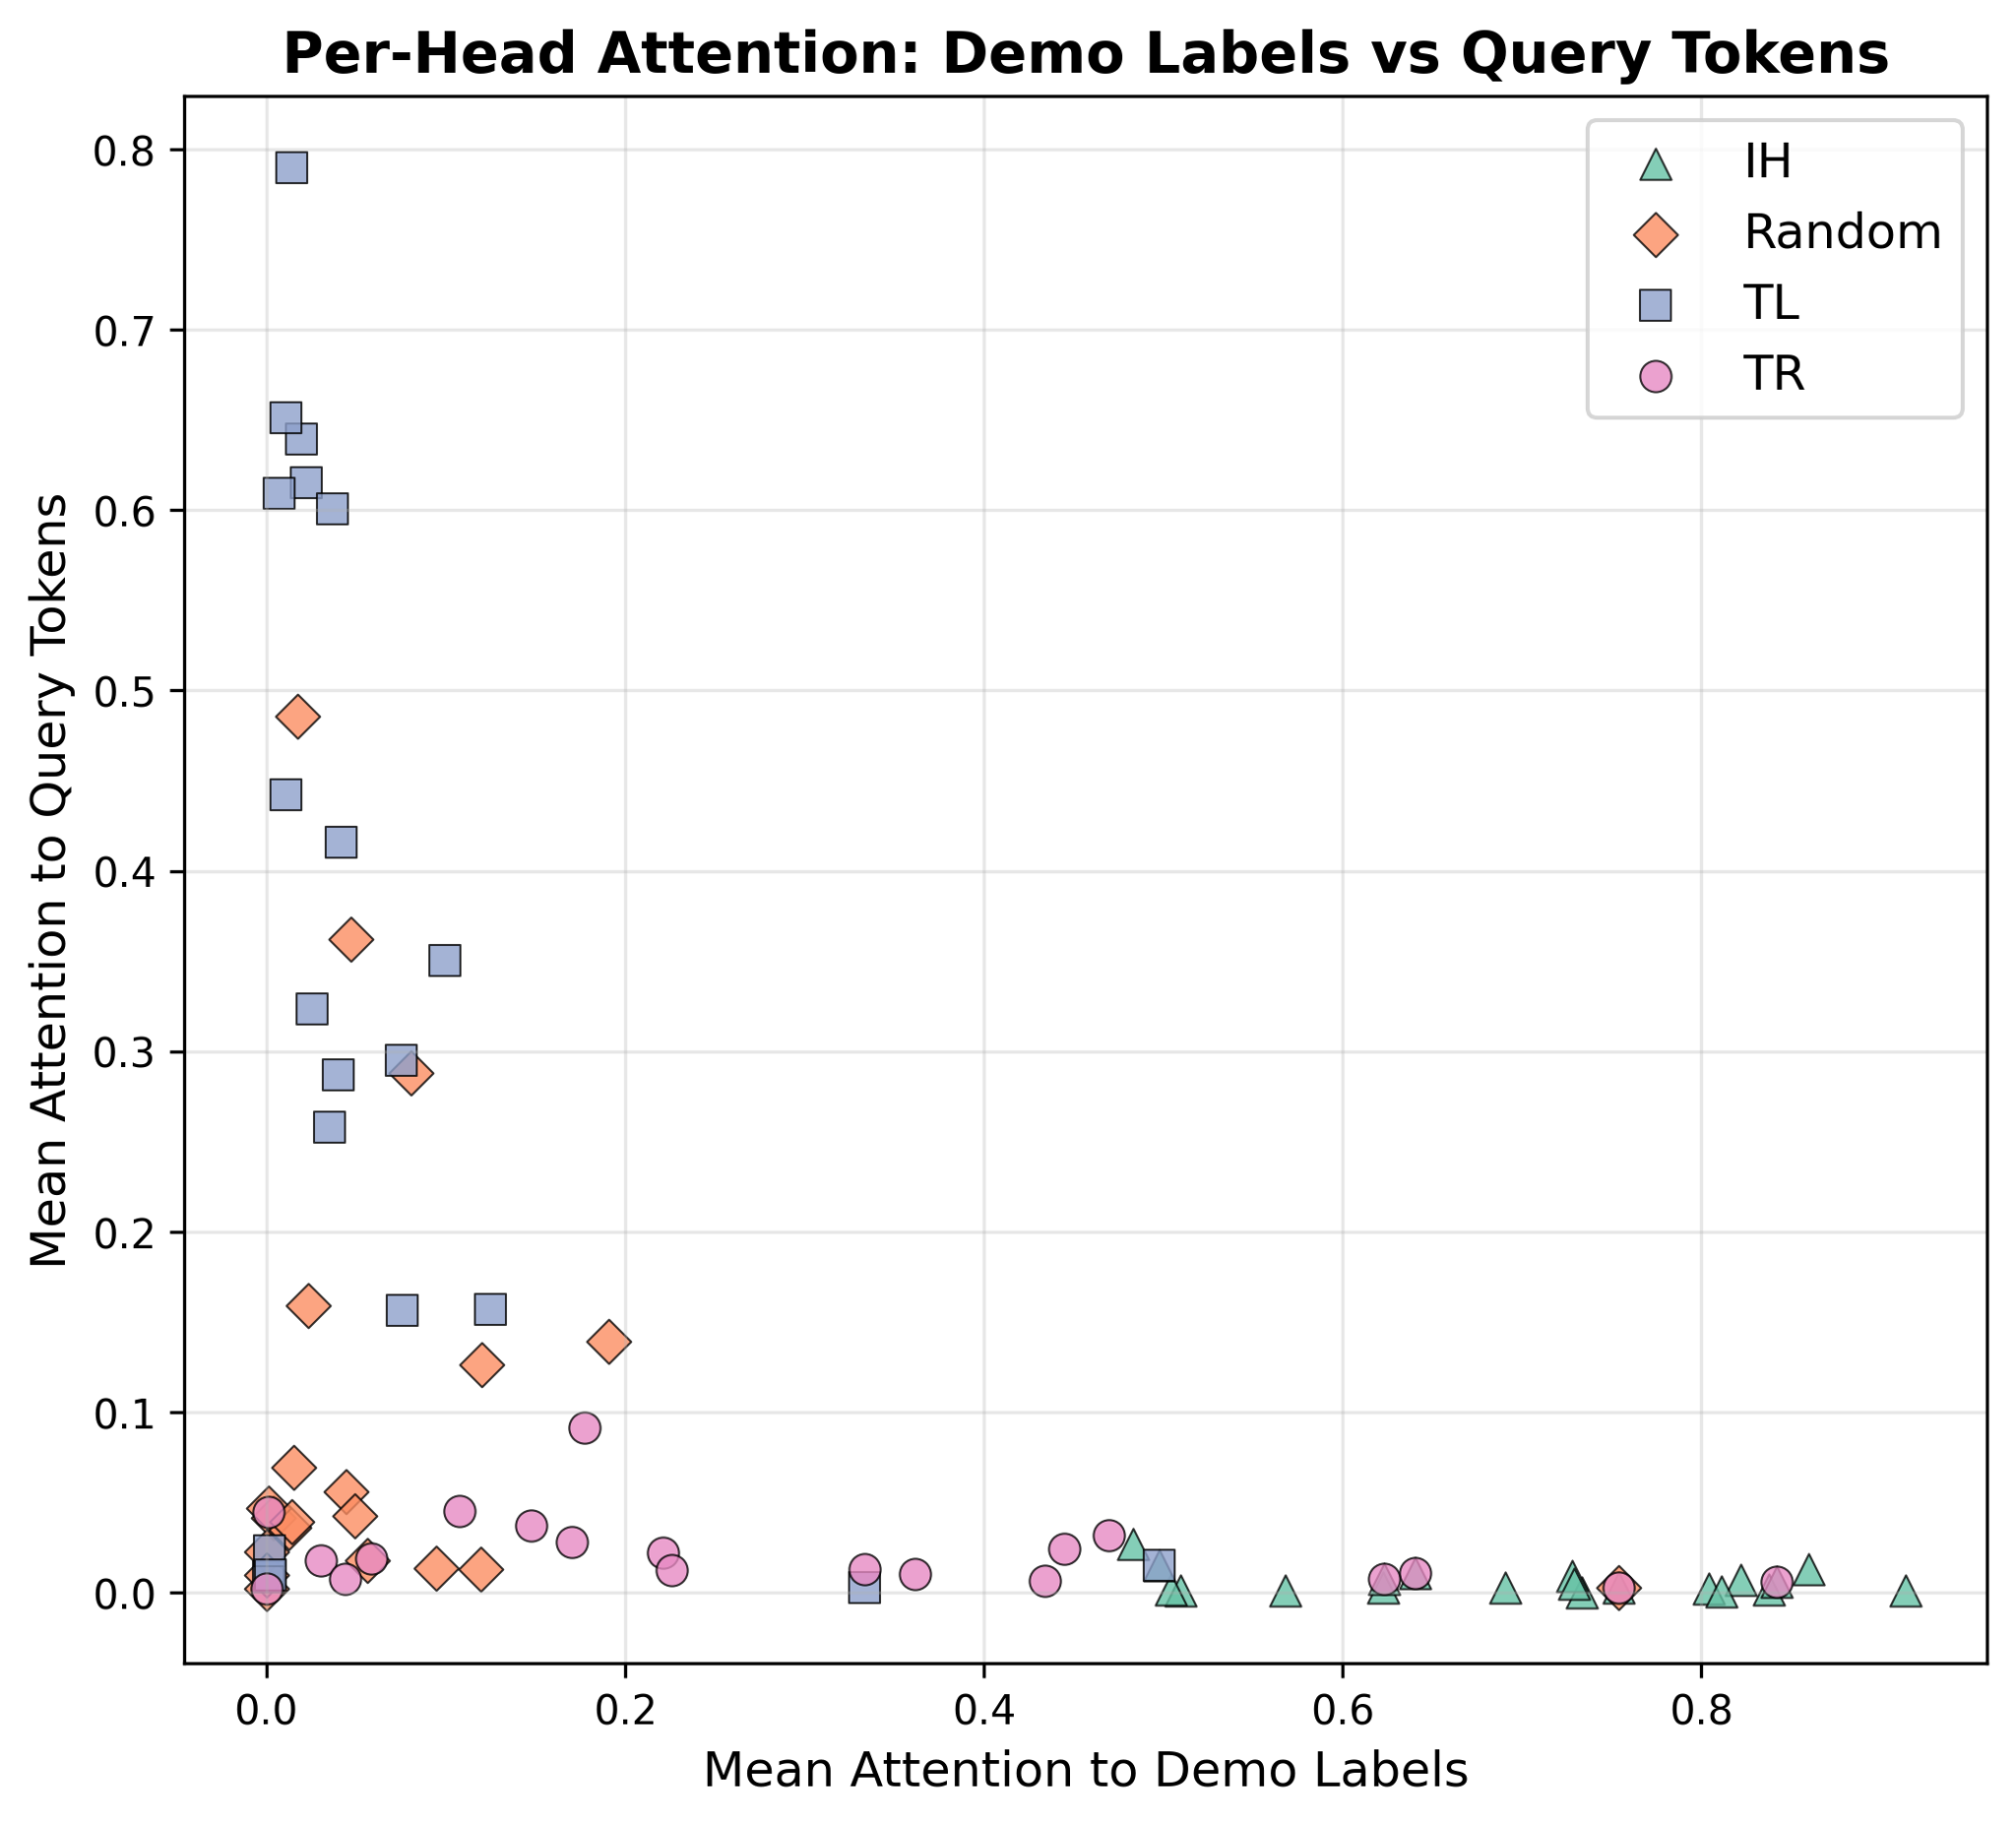 Per-Head Attention: Demo Labels vs Query Tokens
IH
Random
TL
TR
Mean Attention to Query Tokens
0.8
0.7
0.6
0.5
0.4
0.3
0.2
0.1
0.0
0.0 0.2 0.4 0.6 0.8
Mean Attention to Demo Labels